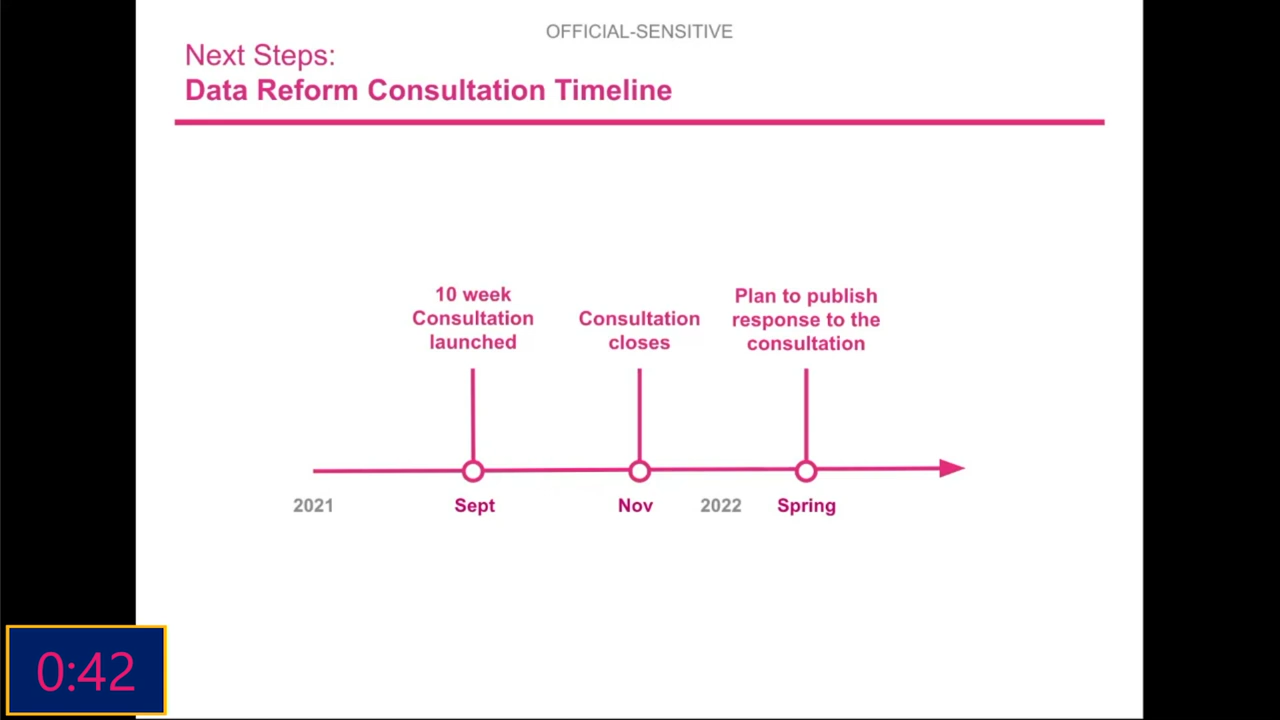 OFFICIAL-SENSITIVE
Next Steps:
Data Reform Consultation Timeline
10 week
Consultation
launched
Consultation
closes
Plan to publish
response to the
consultation
2021
Sept
Nov
2022
Spring
0:42